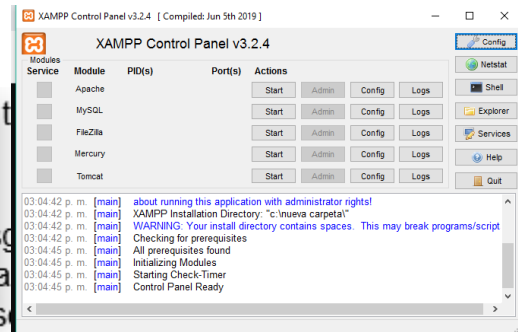 XAMPP Control Panel v3.2.4 [ Compiled: Jun 5th 2019 ]
XAMPP Control Panel v3.2.4
Config
Modules
Service Module PID(s) Port(s) Actions
Netstat
Apache Start Admin Config Logs
Shell
MySQL Start Admin Config Logs
Explorer
FileZilla Start Admin Config Logs
Services
Mercury Start Admin Config Logs
Help
Tomcat Start Admin Config Logs
Quit
03:04:42 p. m. [main] about running this application with administrator rights!
03:04:42 p. m. [main] XAMPP Installation Directory: "c:\nueva carpeta\"
03:04:42 p. m. [main] WARNING: Your install directory contains spaces. This may break programs/script
03:04:42 p. m. [main] Checking for prerequisites
03:04:45 p. m. [main] All prerequisites found
03:04:45 p. m. [main] Initializing Modules
03:04:45 p. m. [main] Starting Check-Timer
03:04:45 p. m. [main] Control Panel Ready